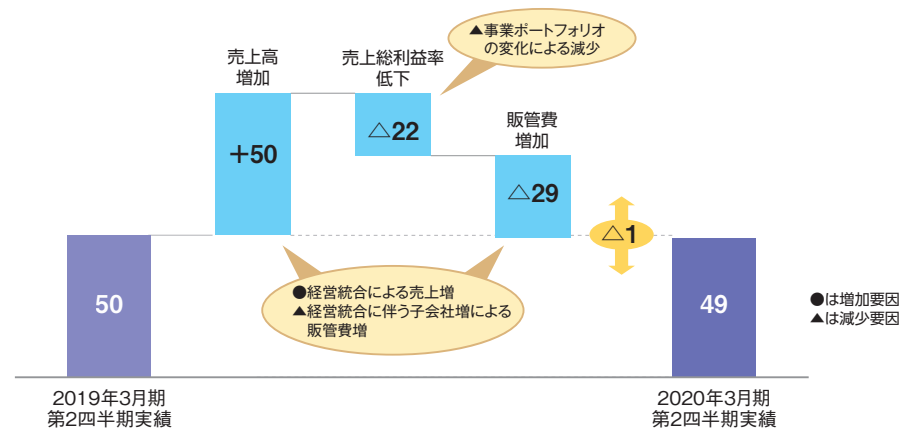 ▲事業ポートフォリオ
の変化による減少
売上高
増加
売上総利益率
低下
販管費
増加
+50
△22
△29
△1
50
49
●経営統合による売上増
▲経営統合に伴う子会社増による
販管費増
●は増加要因
▲は減少要因
2019年3月期
第2四半期実績
2020年3月期
第2四半期実績